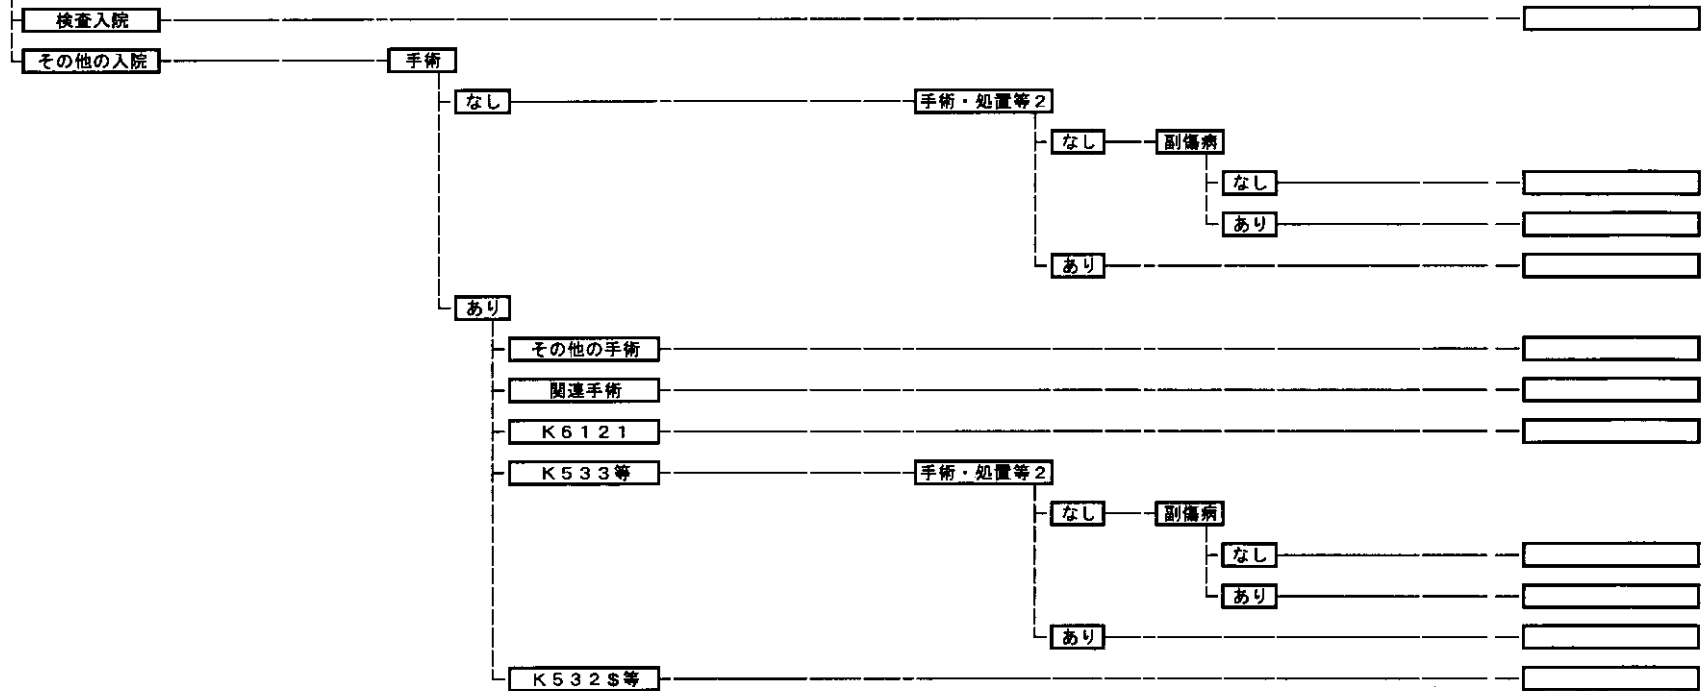 検査入院
その他の入院 手術
なし 手術・処置等2
なし 副傷病
なし
あり
あり
あり
その他の手術
関連手術
K6121
K533等 手術・処置等2
なし 副傷病
なし
あり
あり
K532$等